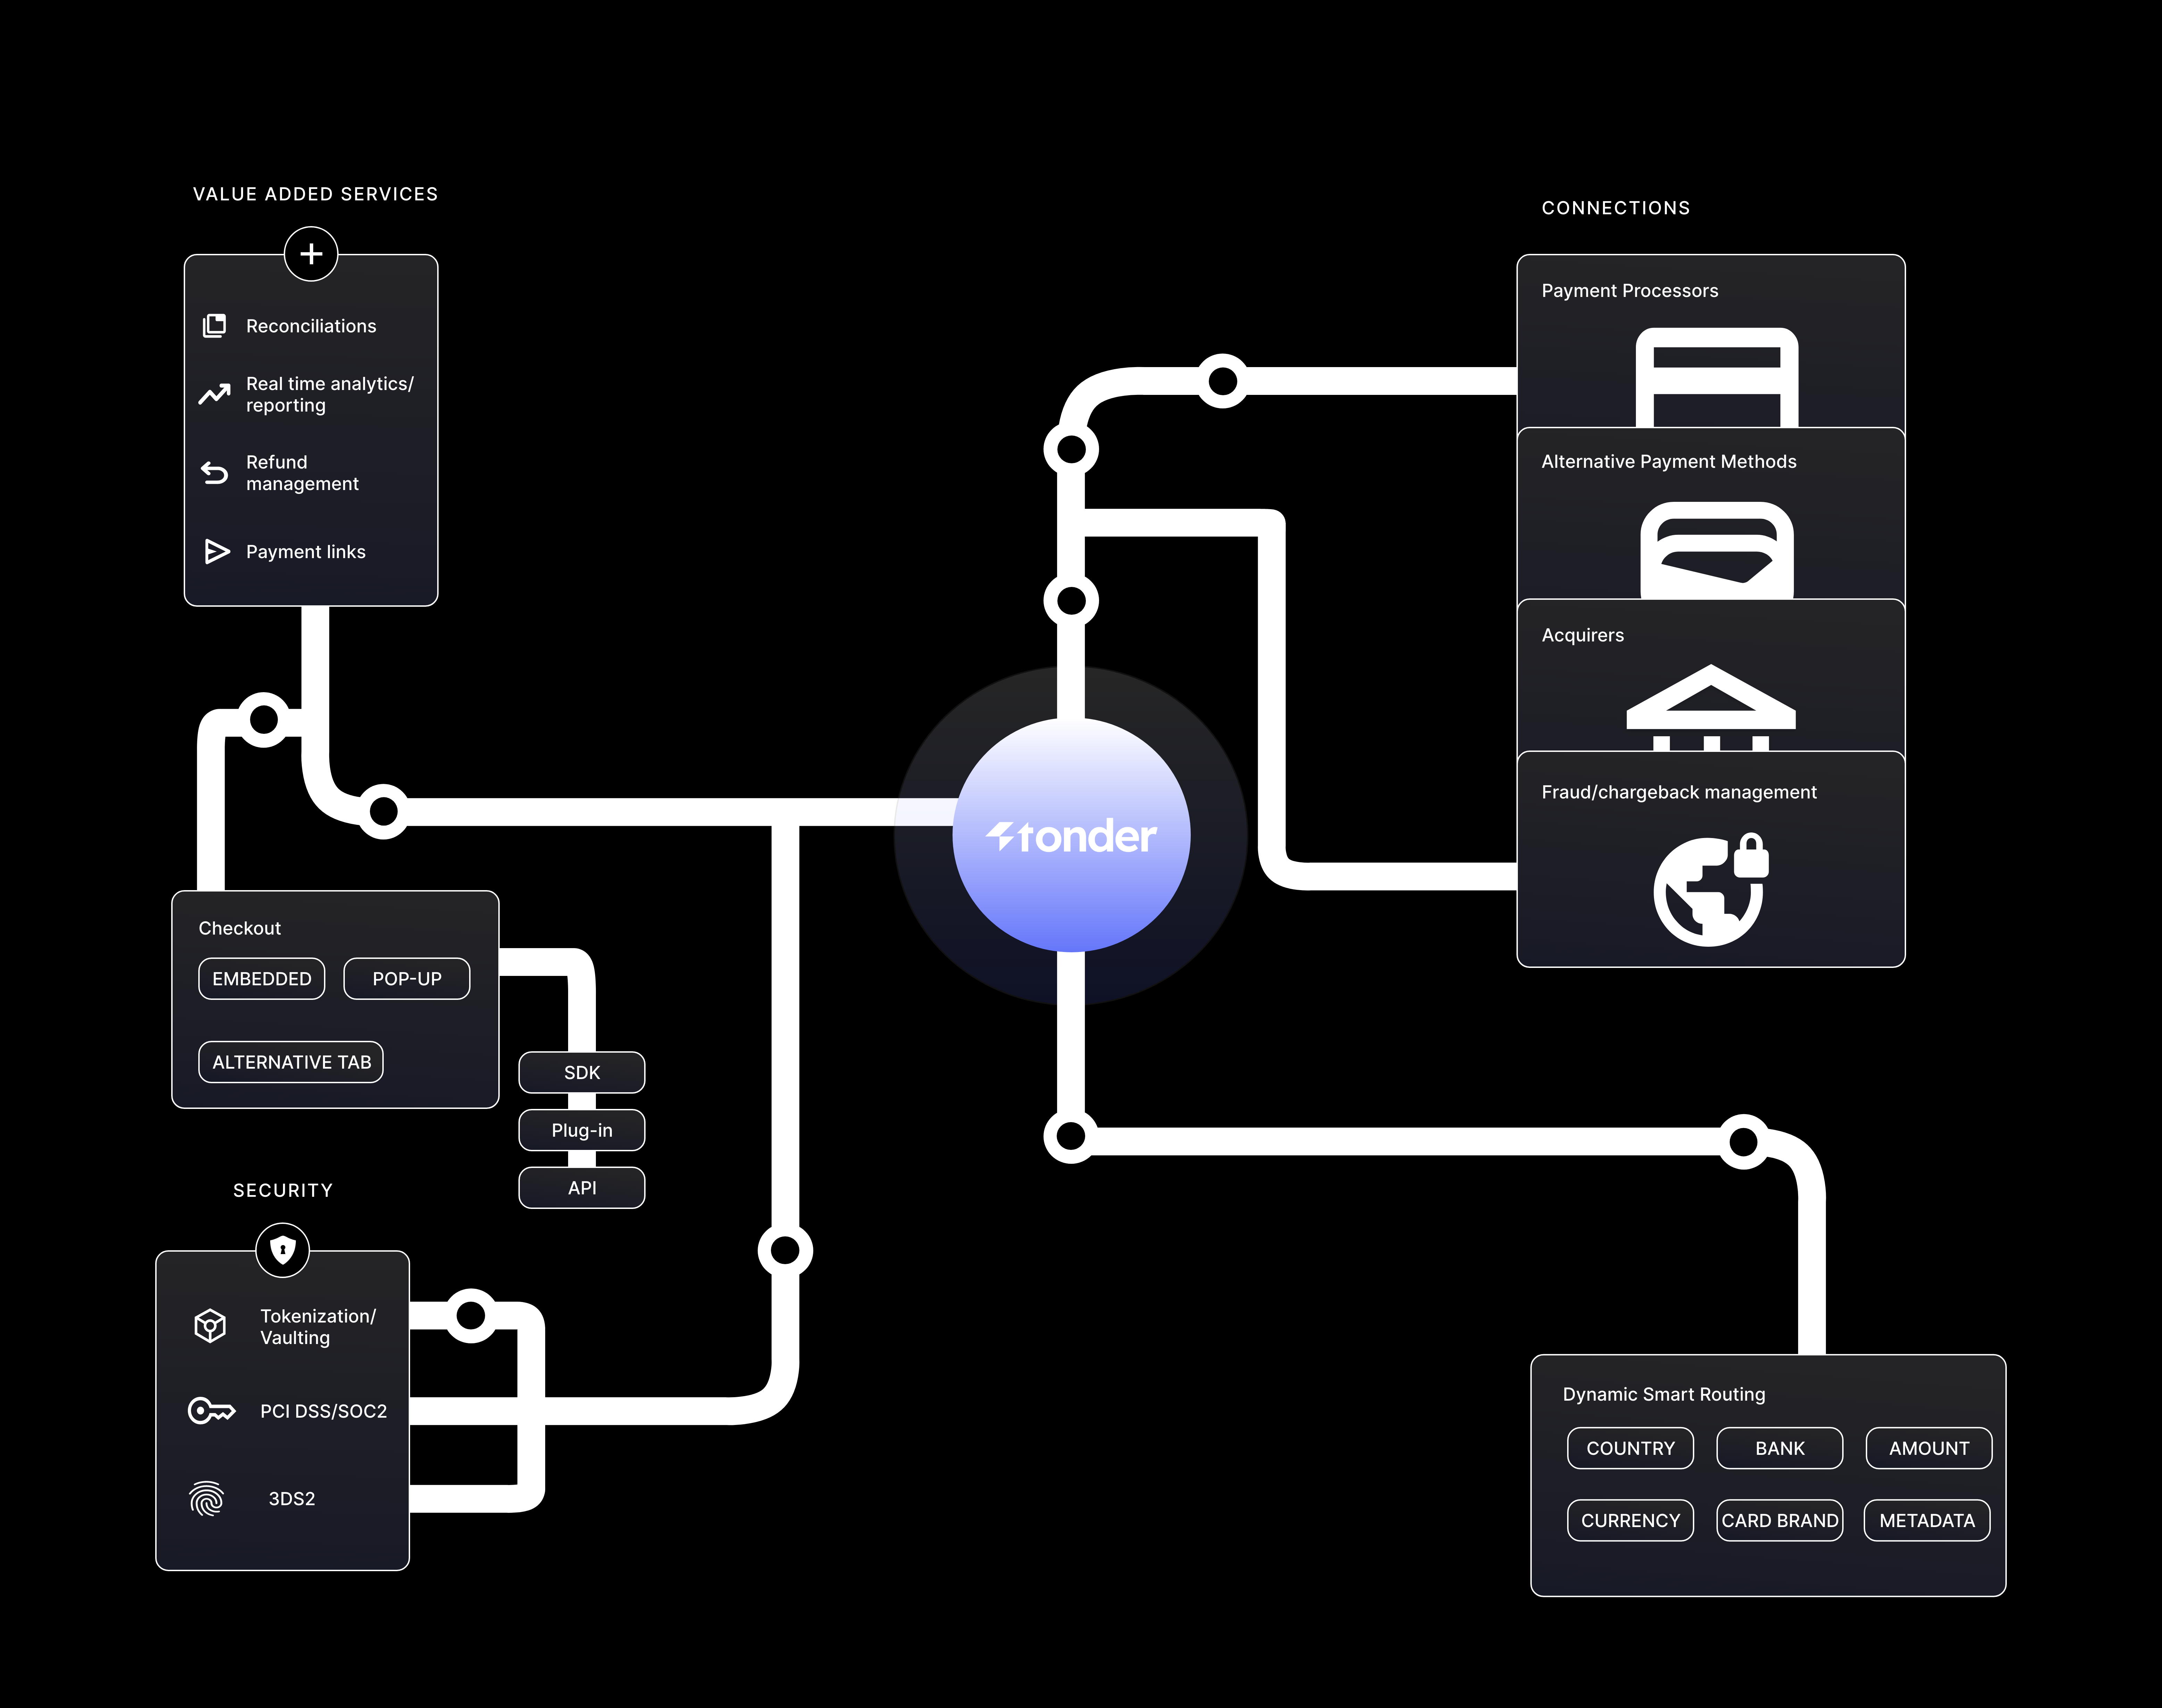 VALUE ADDED SERVICES
Reconciliations
Real time analytics/
reporting
Refund
management
Payment links
Checkout
EMBEDDED
POP-UP
ALTERNATIVE TAB
SDK
Plug-in
API
SECURITY
Tokenization/
Vaulting
PCI DSS/SOC2
3DS2
tonder
CONNECTIONS
Payment Processors
Alternative Payment Methods
Acquirers
Fraud/chargeback management
Dynamic Smart Routing
COUNTRY
BANK
AMOUNT
CURRENCY
CARD BRAND
METADATA